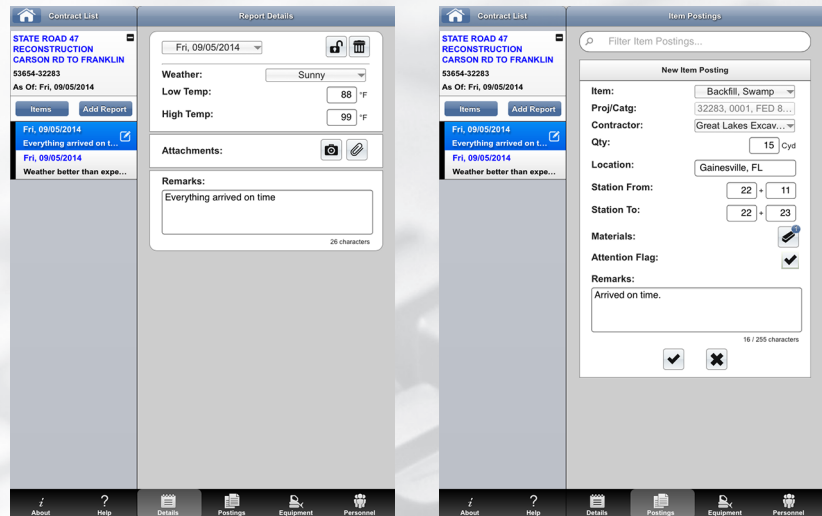 Contract List
Report Details
STATE ROAD 47
RECONSTRUCTION
CARSON RD TO FRANKLIN
53654-32283
As Of: Fri, 09/05/2014
Items
Add Report
Fri, 09/05/2014
Everything arrived on t...
Fri, 09/05/2014
Weather better than expe...
Fri, 09/05/2014
Weather:
Sunny
Low Temp:
88 °F
High Temp:
99 °F
Attachments:
Remarks:
Everything arrived on time
26 characters
About
Help
Details
Postings
Equipment
Personnel
Contract List
Item Postings
STATE ROAD 47
RECONSTRUCTION
CARSON RD TO FRANKLIN
53654-32283
As Of: Fri, 09/05/2014
Items
Add Report
Fri, 09/05/2014
Everything arrived on t...
Fri, 09/05/2014
Weather better than expe...
Filter Item Postings...
New Item Posting
Item:
Backfill, Swamp
Proj/Catg:
32283, 0001, FED 8...
Contractor:
Great Lakes Excav...
Qty:
15 Cyd
Location:
Gainesville, FL
Station From:
22 + 11
Station To:
22 + 23
Materials:
1
Attention Flag:
Remarks:
Arrived on time.
16 / 255 characters
About
Help
Details
Postings
Equipment
Personnel